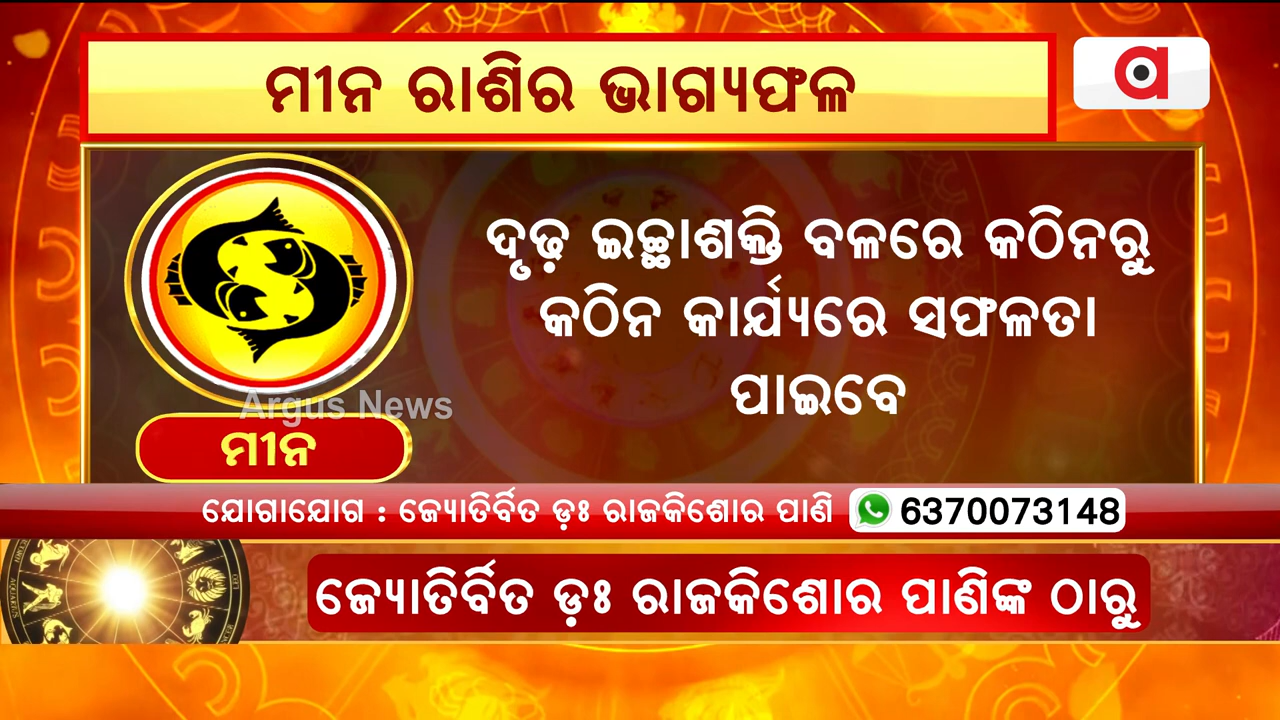 ମୀନ ରାଶିର ଭାଗ୍ୟଫଳ
a
ଦୃଢ଼ ଇଚ୍ଛାଶକ୍ତି ବଳରେ କଠିନରୁ
କଠିନ କାର୍ଯ୍ୟରେ ସଫଳତା
ପାଇବେ
Argus News
ମୀନ
ଯୋଗାଯୋଗ : ଜ୍ୟୋତିର୍ବିତ ଡ଼ଃ ରାଜକିଶୋର ପାଣି 6370073148
ଜ୍ୟୋତିର୍ବିତ ଡ଼ଃ ରାଜକିଶୋର ପାଣିଙ୍କ ଠାରୁ